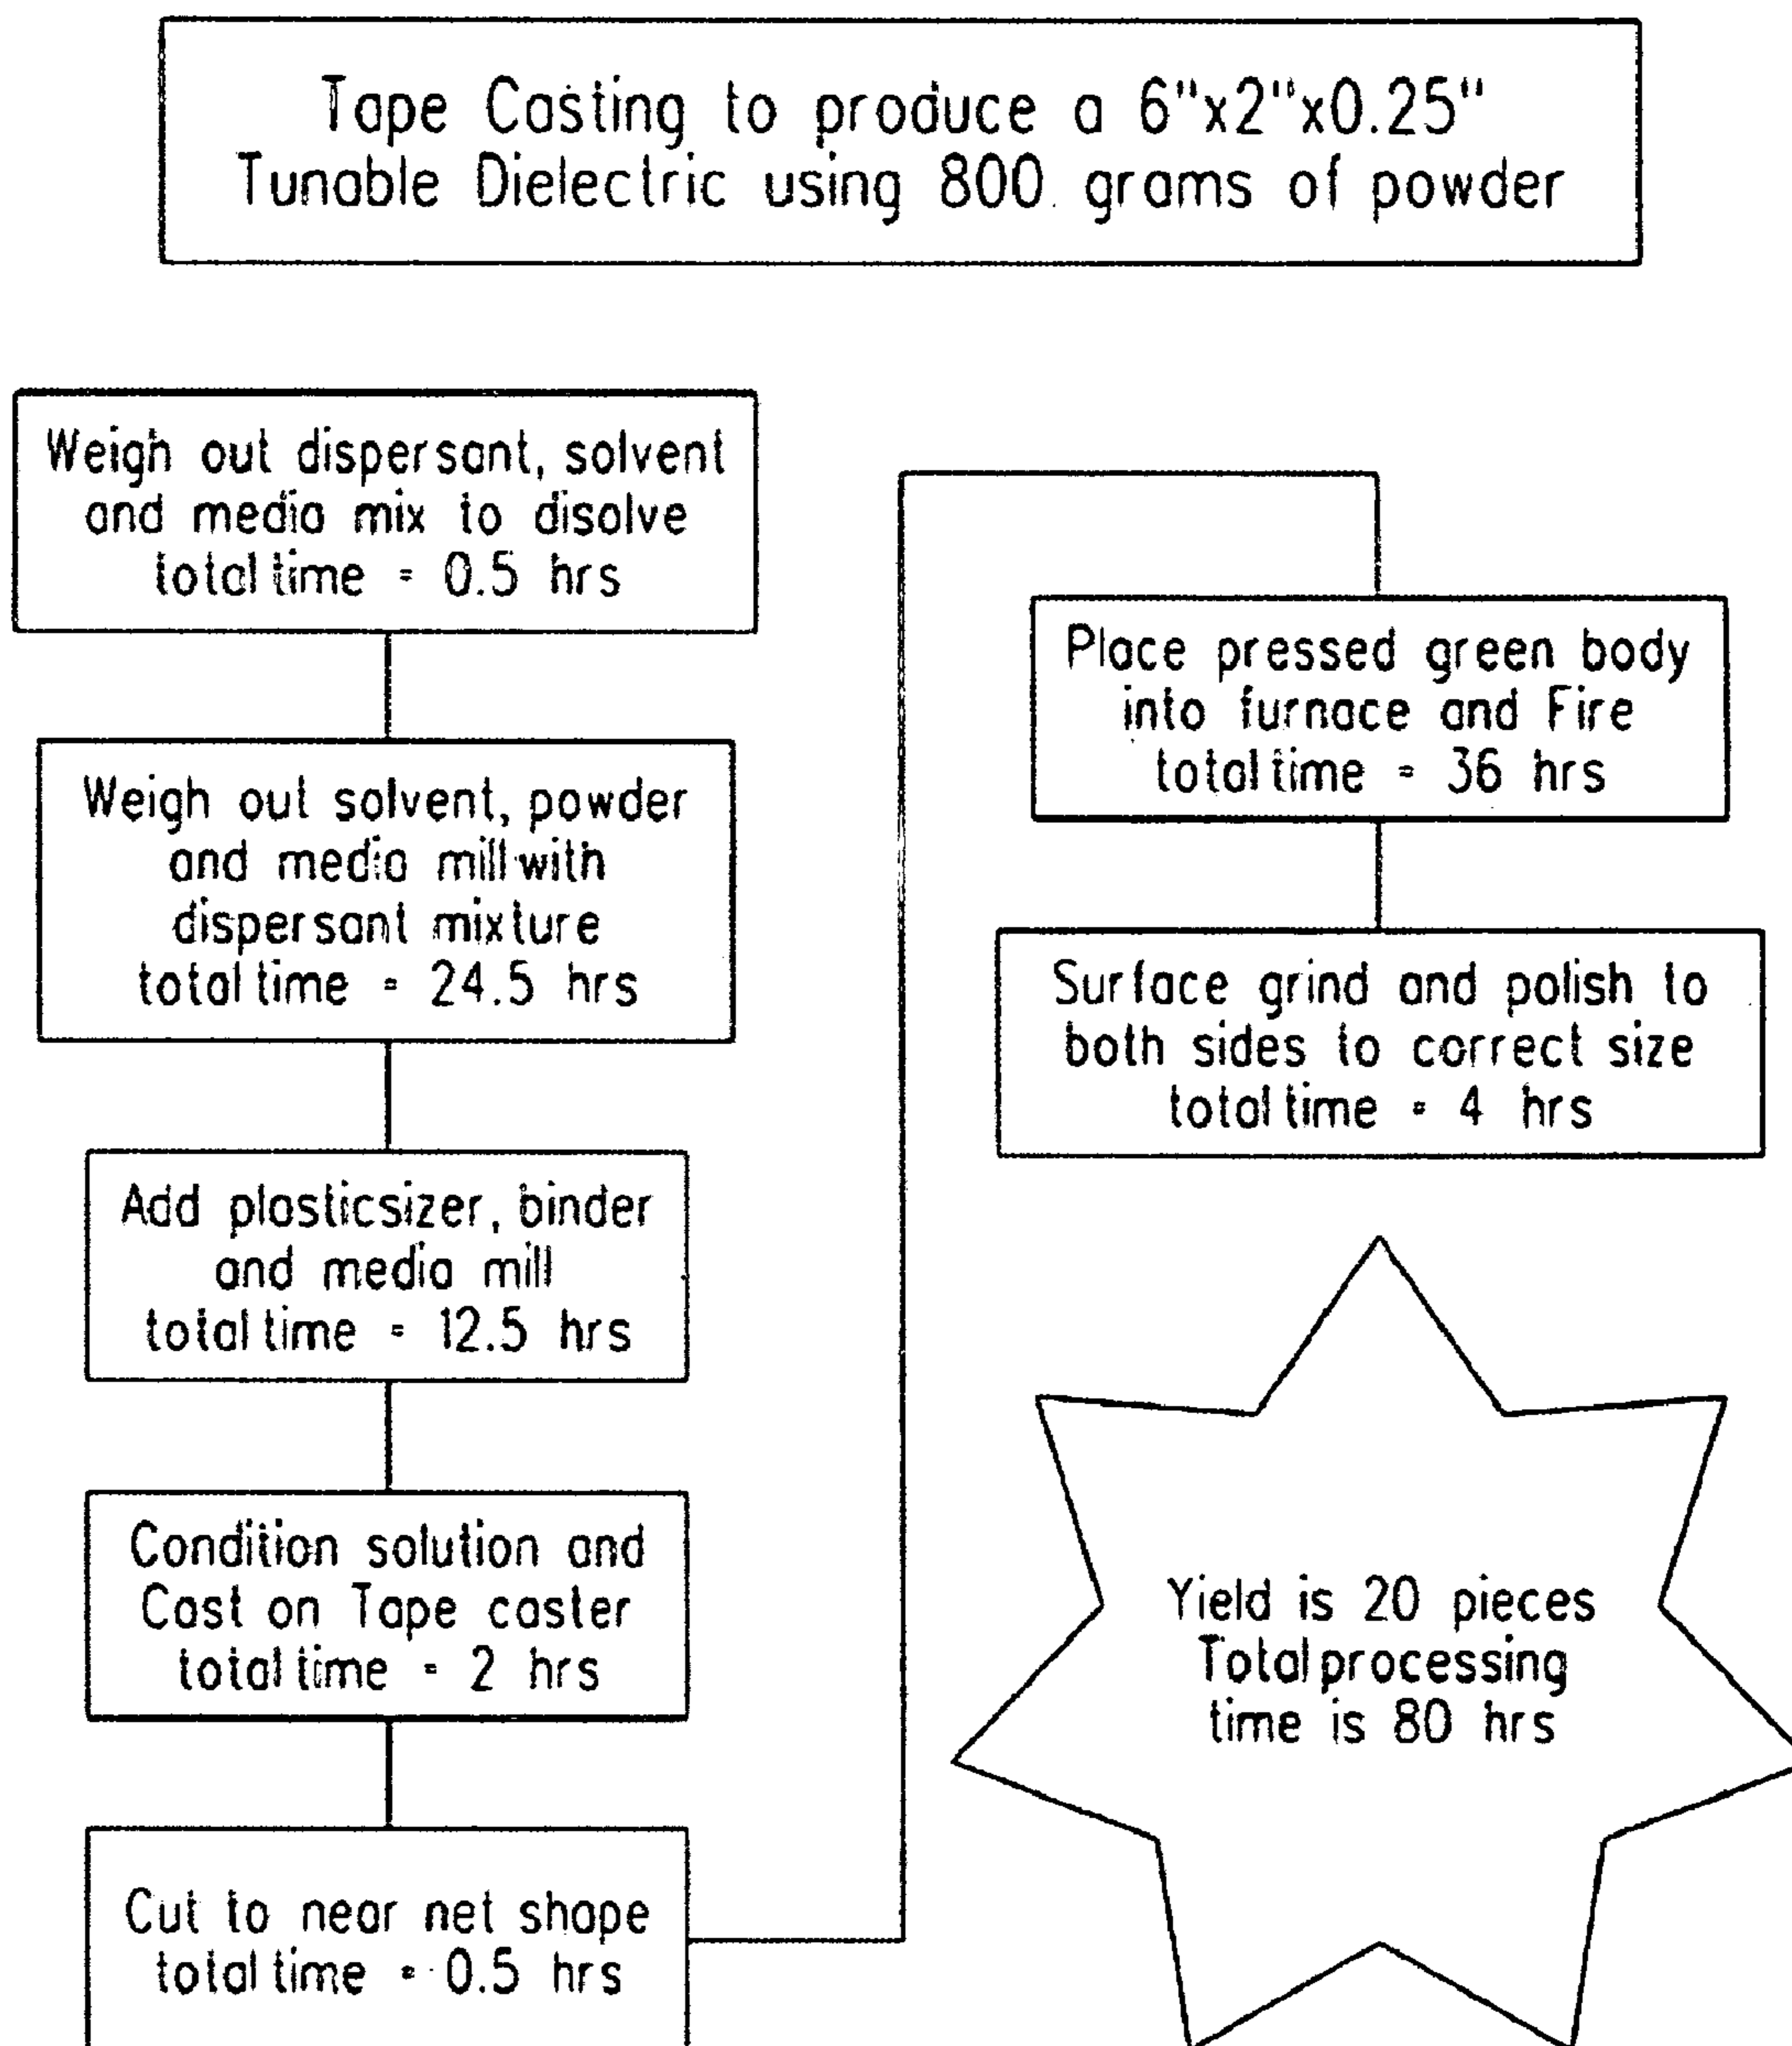 Tape Casting to produce a 6"x2"x0.25"
Tunable Dielectric using 800 grams of powder
Weigh out dispersant, solvent
and media mix to disolve
total time = 0.5 hrs
Weigh out solvent, powder
and media mill with
dispersant mixture
total time = 24.5 hrs
Add plasticsizer, binder
and media mill
total time = 12.5 hrs
Condition solution and
Cast on Tape caster
total time = 2 hrs
Cut to near net shape
total time = 0.5 hrs
Place pressed green body
into furnace and Fire
total time = 36 hrs
Surface grind and polish to
both sides to correct size
total time = 4 hrs
Yield is 20 pieces
Total processing
time is 80 hrs